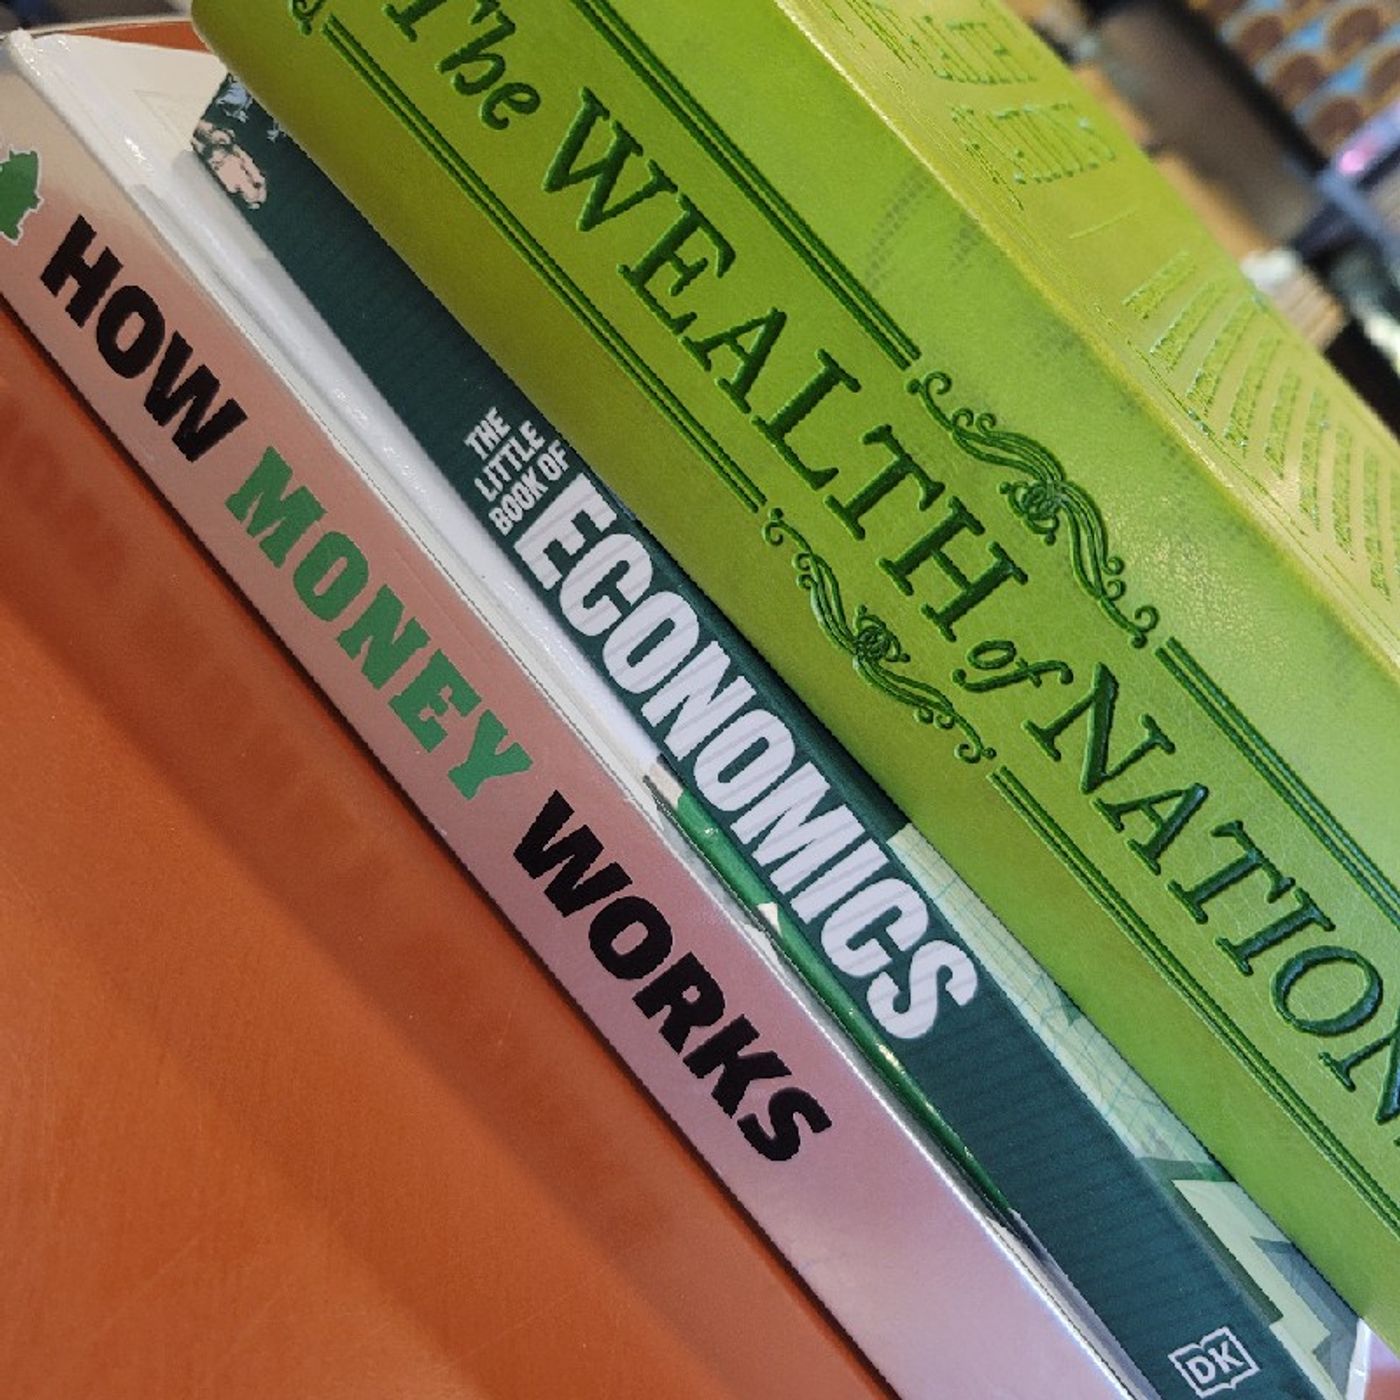 The WEALTH of NATION
THE
LITTLE
BOOK OF
ECONOMICS
DK
HOW MONEY WORKS